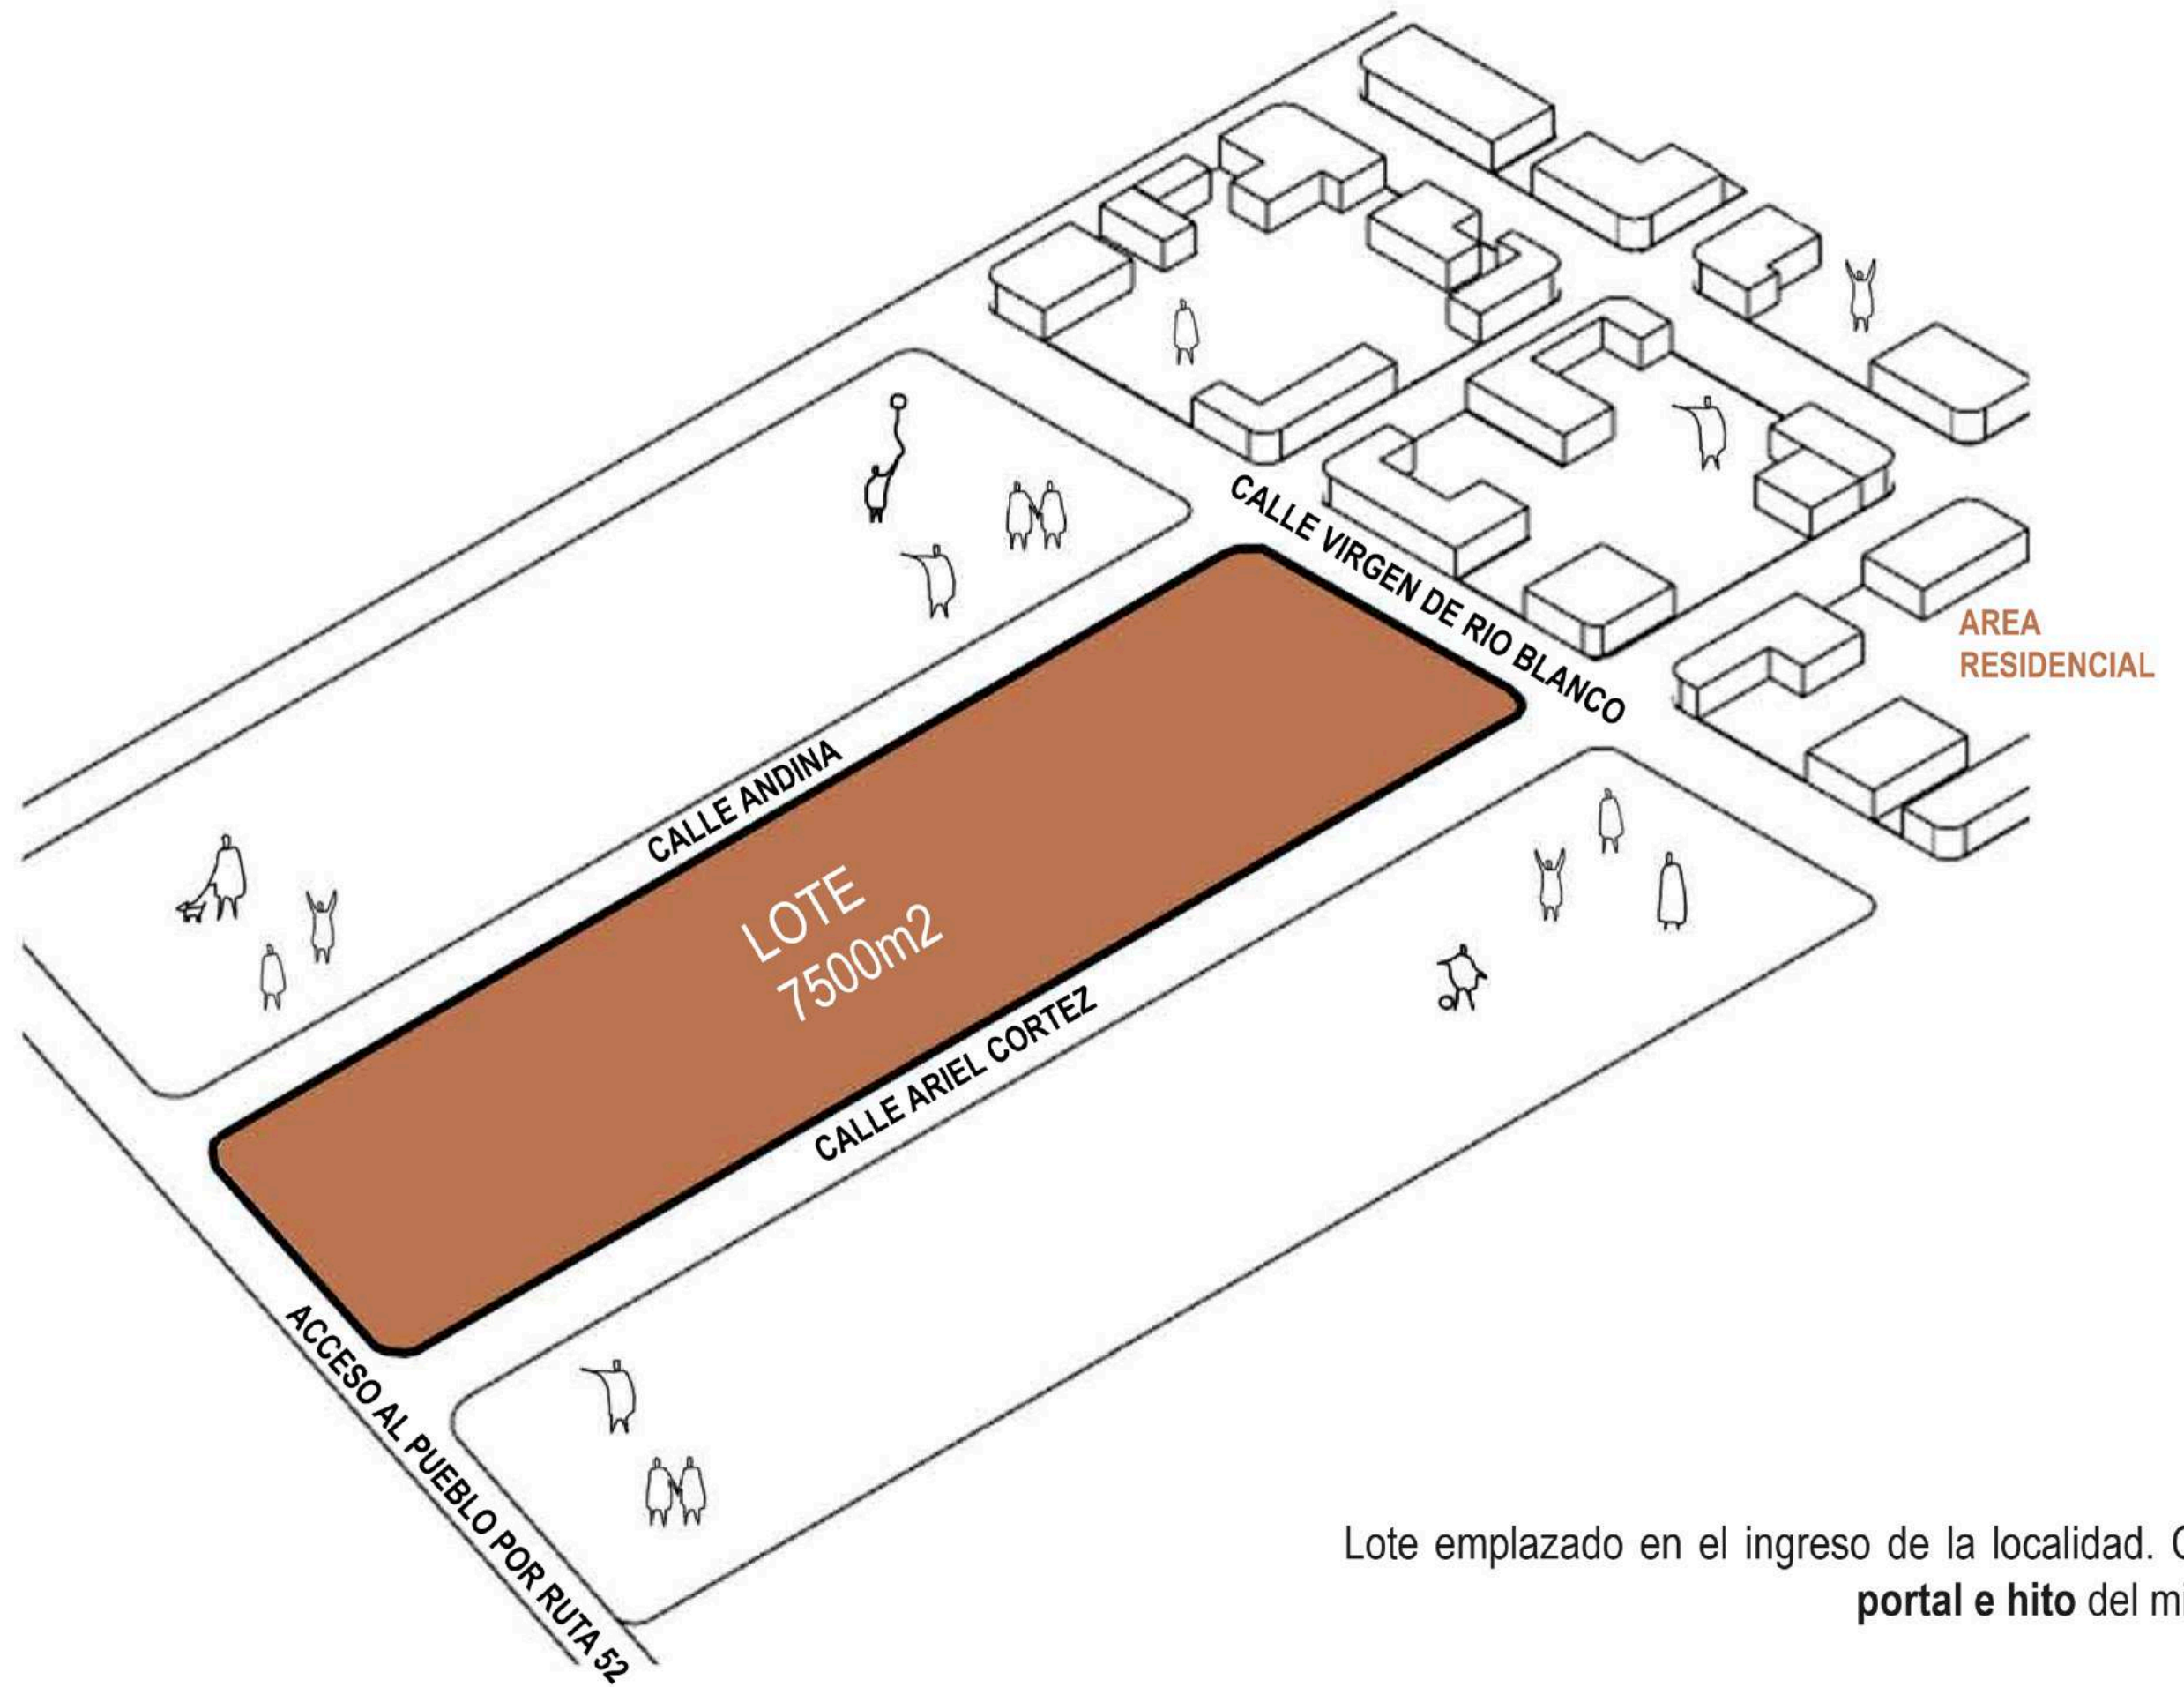 CALLE VIRGEN DE RIO BLANCO
AREA
RESIDENCIAL
CALLE ANDINA
LOTE
7500m2
CALLE ARIEL CORTEZ
ACCESO AL PUEBLO POR RUTA 52
Lote emplazado en el ingreso de la localidad.
portal e hito del